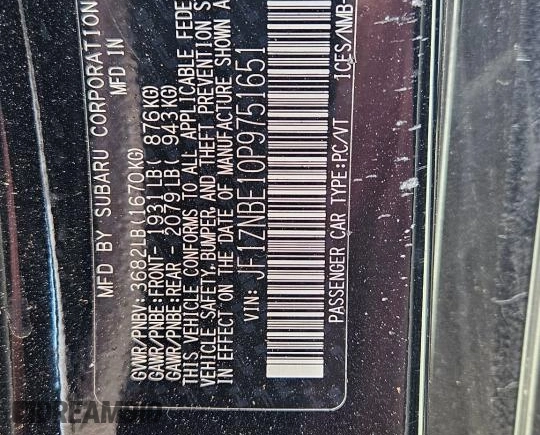 MFD BY SUBARU CORPORATION
MFD IN
GVWR/PNBV: 3682LB(1670KG)
GAWR/PNBE:FRONT- 1931LB( 876KG)
GAWR/PNBE:REAR - 2079LB( 943KG)
THIS VEHICLE CONFORMS TO ALL APPLICABLE FEDE
VEHICLE SAFETY, BUMPER, AND THEFT PREVENTION S
IN EFFECT ON THE DATE OF MANUFACTURE SHOWN A
VIN: JF1ZNBE10P9751651
1CES/NMB-
PASSENGER CAR TYPE:PC/VT
DREAMBID